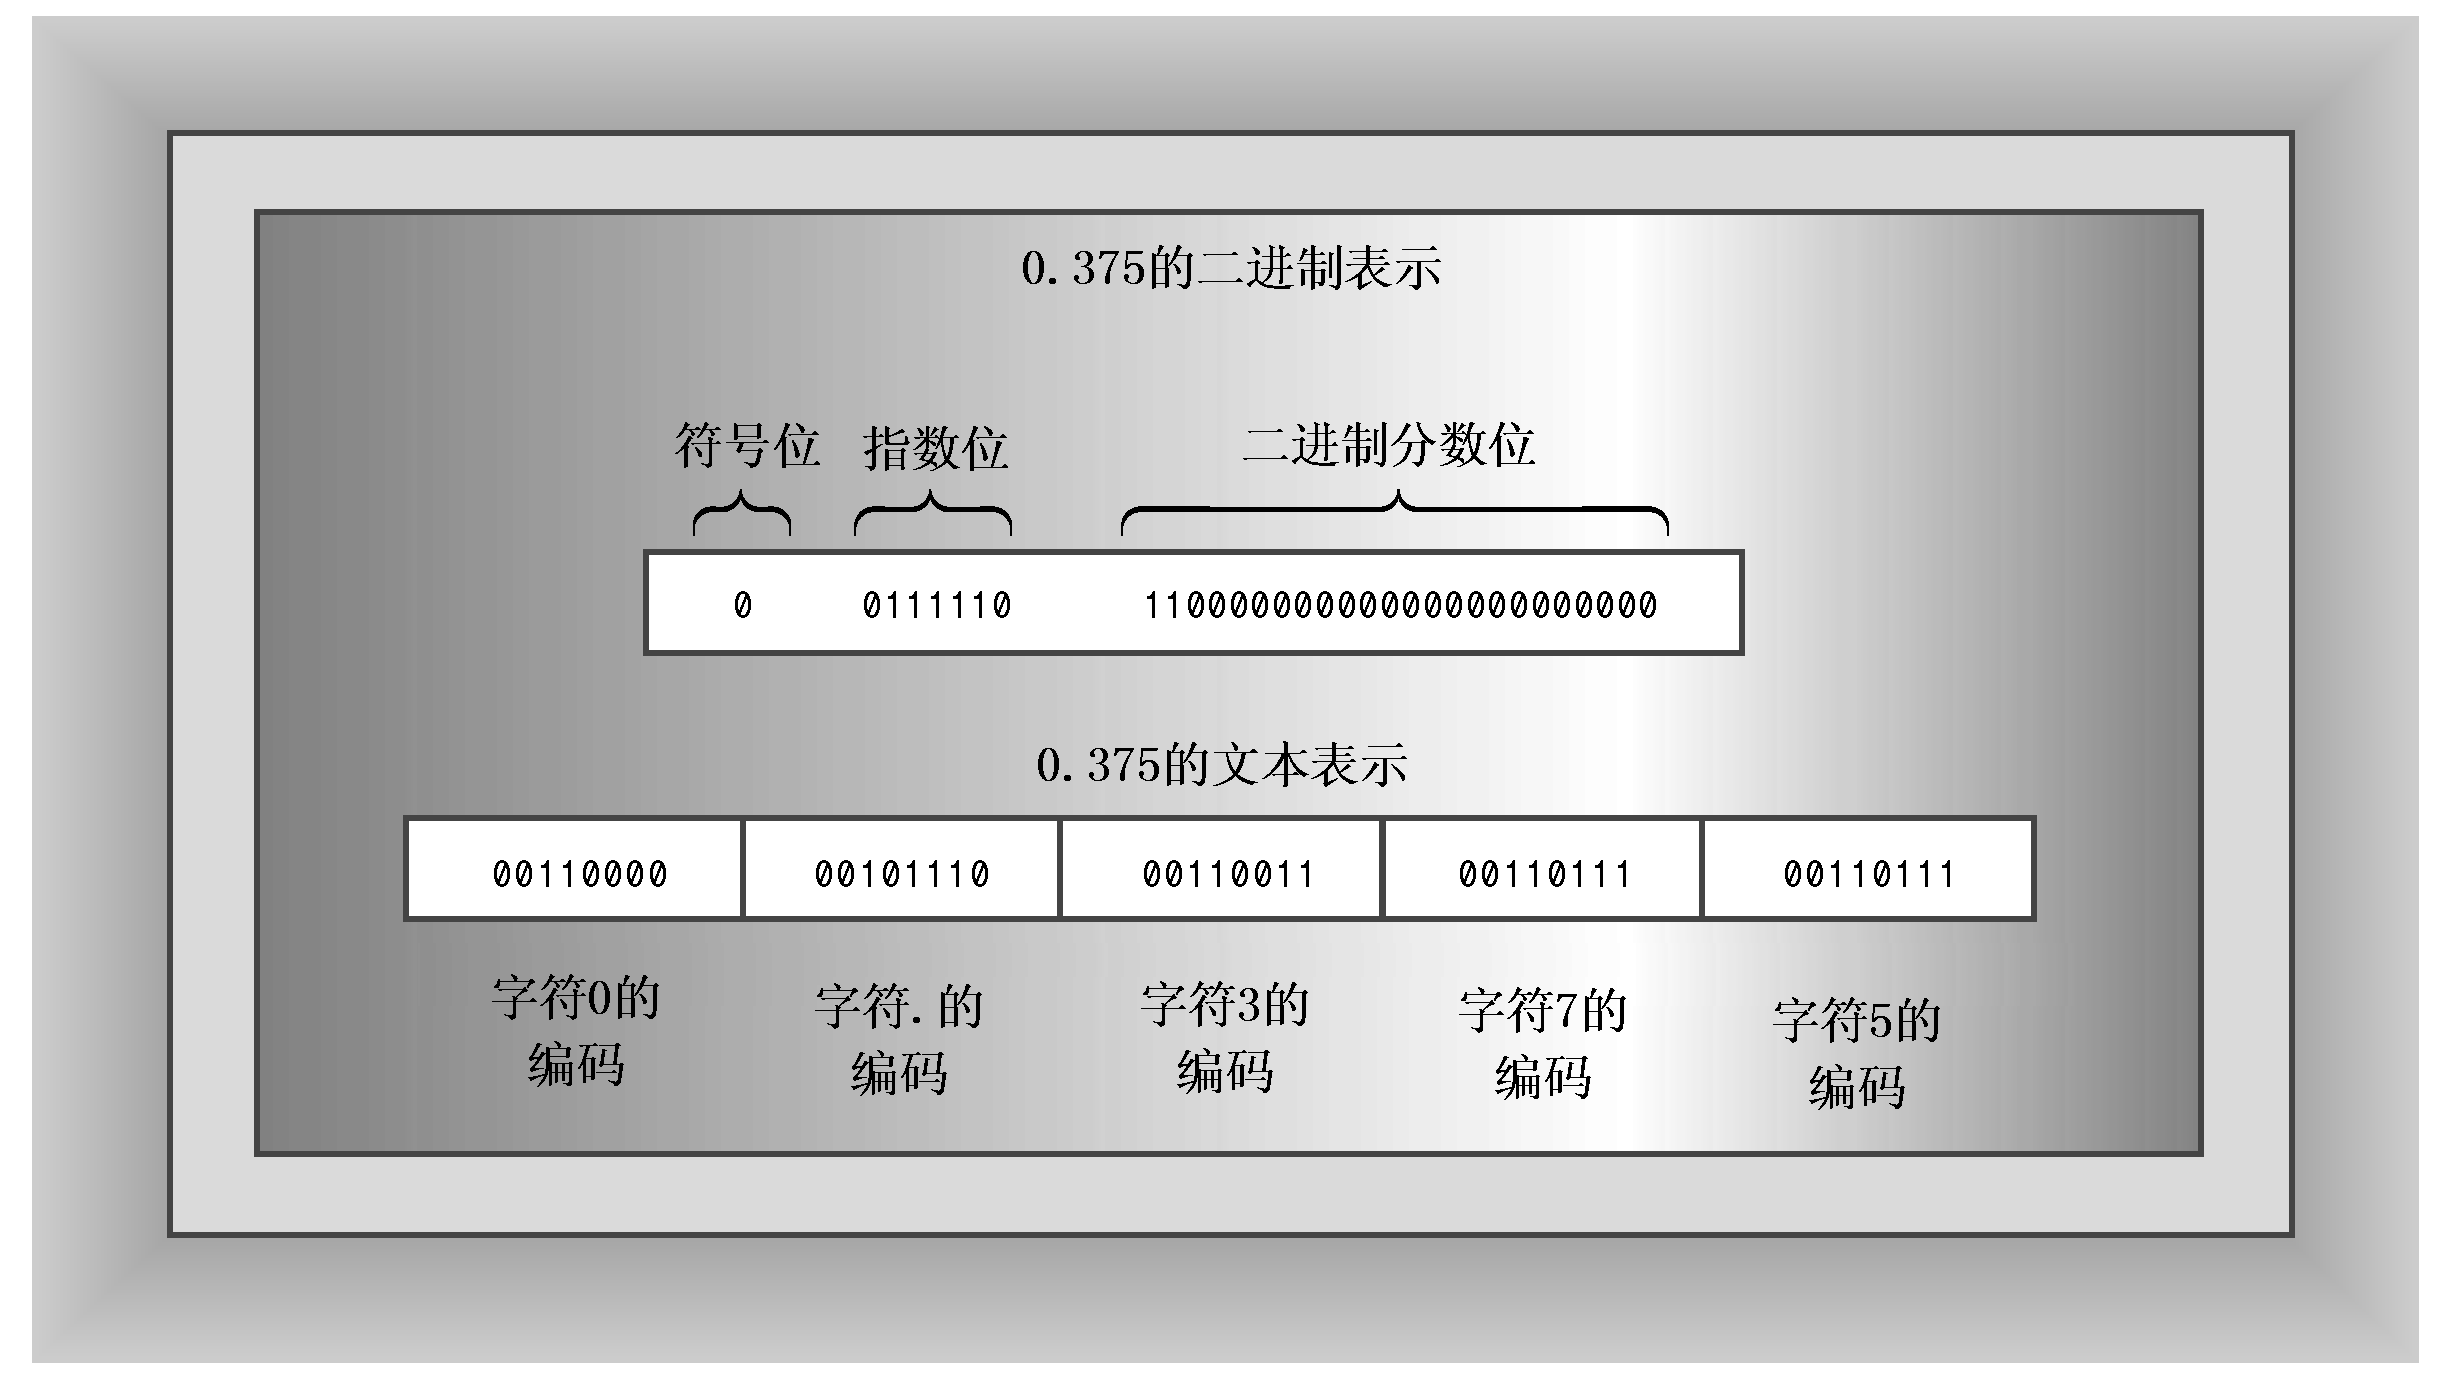 0.375的二进制表示
符号位 指数位 二进制分数位
0 0111110 110000000000000000000000
0.375的文本表示
00110000 00101110 00110011 00110111 00110111
字符0的
编码
字符.的
编码
字符3的
编码
字符7的
编码
字符5的
编码